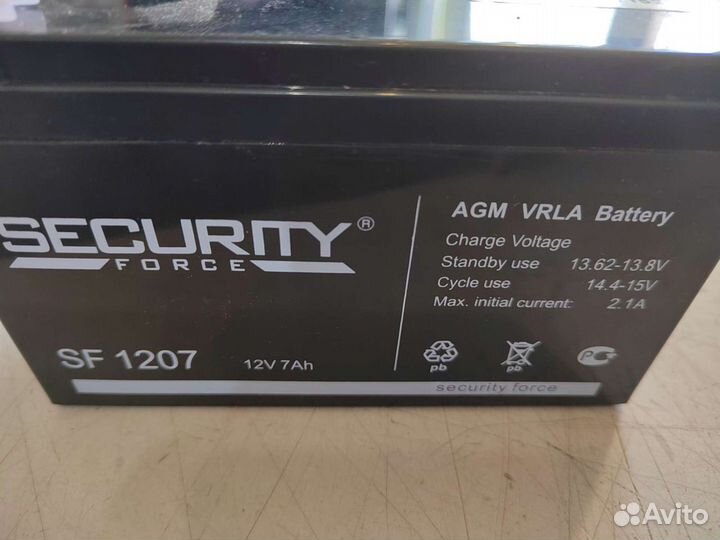 SECURITY®
FORCE
SF 1207
12V 7Ah
AGM VRLA Battery
Charge Voltage
Standby use 13.62-13.8V
Cycle use 14.4-15V
Max. initial current: 2.1A
pb
pb
security force
Avito